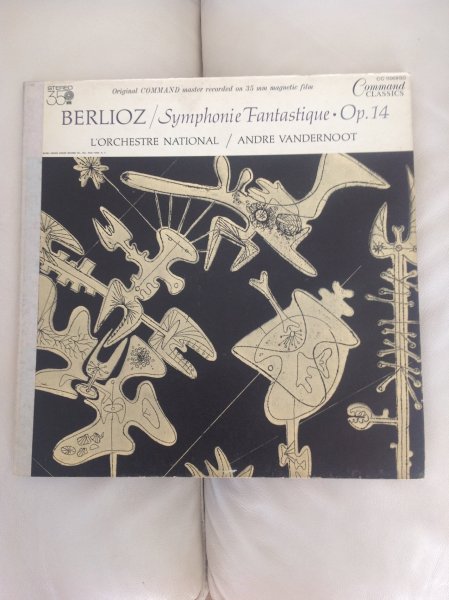 STEREO
35
Original COMMAND master recorded on 35 mm magnetic film
Command
CLASSICS
BERLIOZ / Symphonie Fantastique • Op. 14
L'ORCHESTRE NATIONAL / ANDRE VANDERNOOT